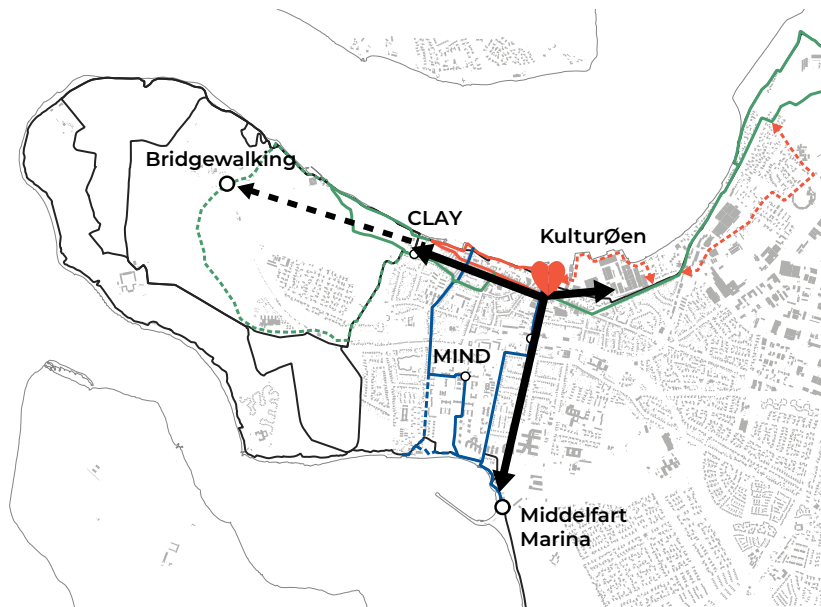 Bridgewalking
CLAY
KulturØen
MIND
Middelfart
Marina